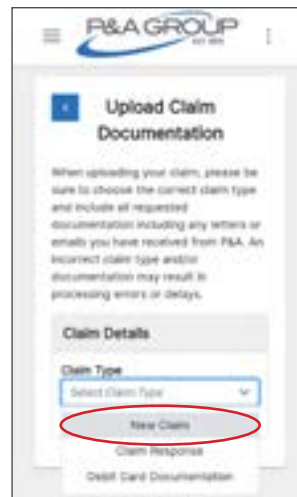 P&A GROUP
Upload Claim
Documentation
When uploading your claim, please be
sure to choose the correct claim type
and include all requested
documentation including any letters or
emails you have received from P&A. An
incorrect claim type and/or
documentation may result in
processing errors or delays.
Claim Details
Claim Type
Select Claim Type
New Claim
Claim Response
Debit Card Documentation